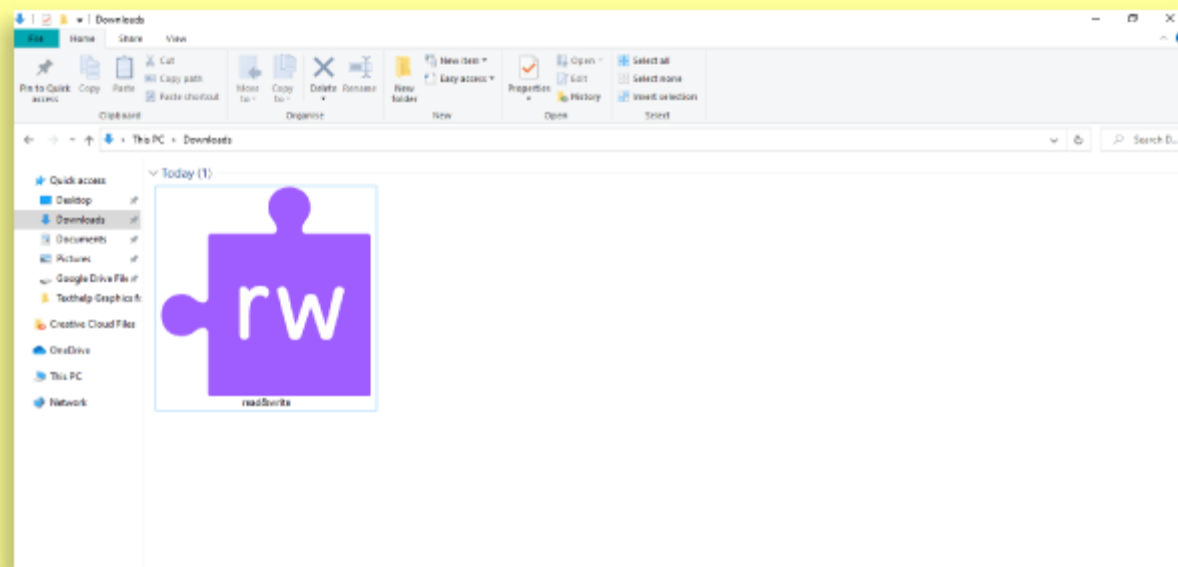 Downloads
File Home Share View
Pin to Quick access
Copy
Paste
Cut
Copy path
Paste shortcut
Clipboard
Move to
Copy to
Delete
Rename
Organise
New folder
New item
Easy access
New
Properties
Open
Edit
History
Open
Select all
Select none
Invert selection
Select
This PC Downloads
Search D...
Quick access
Desktop
Downloads
Documents
Pictures
Google Drive File
Texthelp Graphics
Creative Cloud Files
OneDrive
This PC
Network
Today (1)
rw
read&write